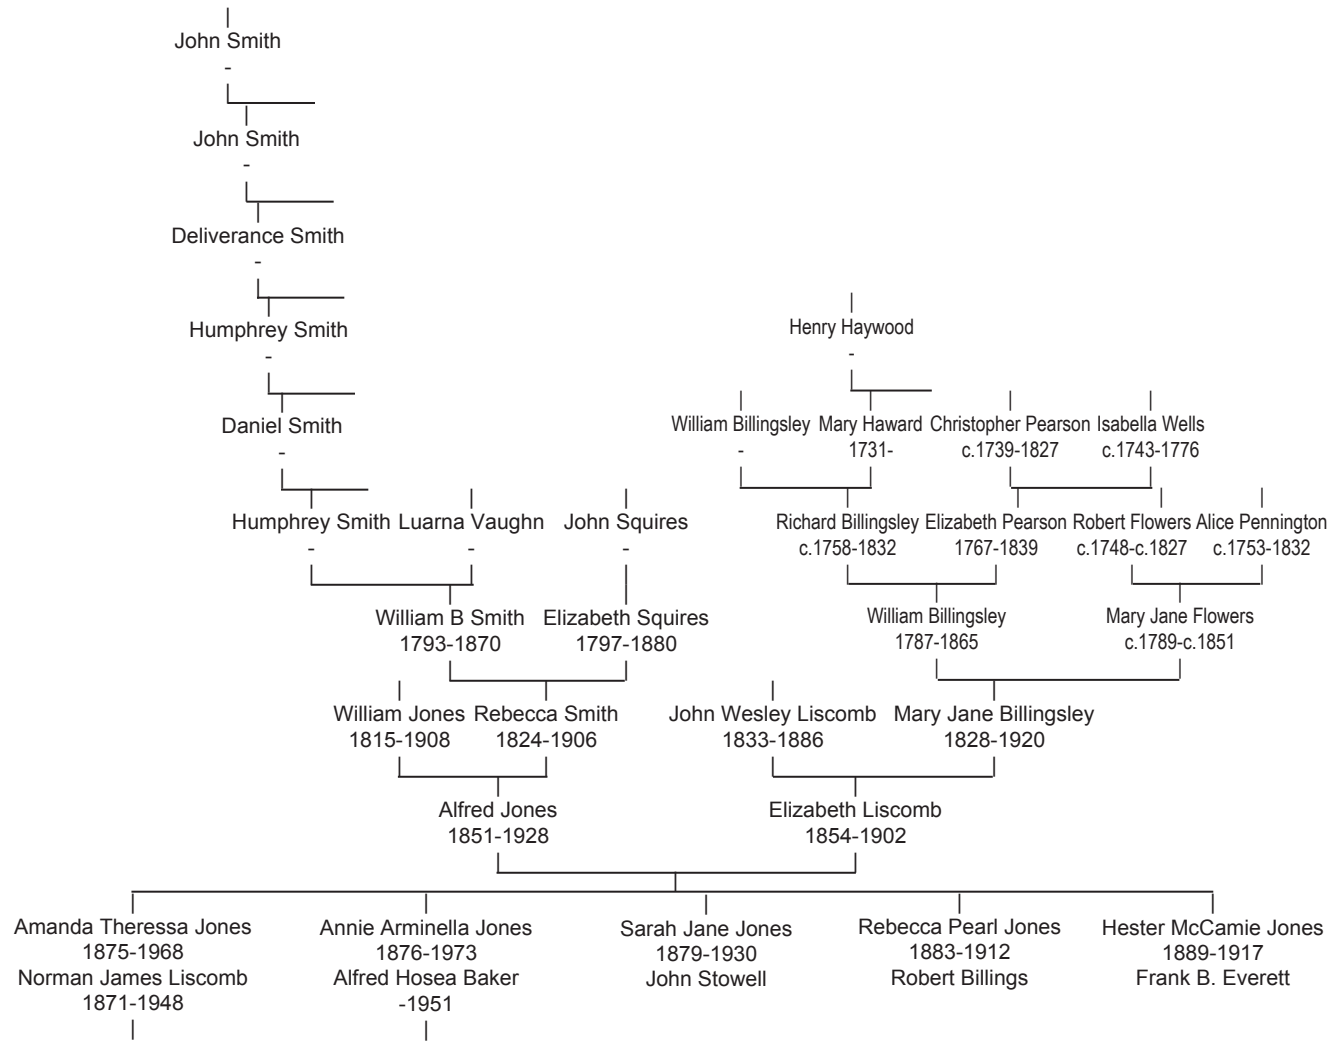 John Smith
-
John Smith
-
Deliverance Smith
-
Humphrey Smith
-
Henry Haywood
-
Daniel Smith
-
William Billingsley Mary Haward Christopher Pearson Isabella Wells
- 1731- c.1739-1827 c.1743-1776
Humphrey Smith Luarna Vaughn John Squires Richard Billingsley Elizabeth Pearson Robert Flowers Alice Pennington
- - - c.1758-1832 1767-1839 c.1748-c.1827 c.1753-1832
William B Smith Elizabeth Squires William Billingsley Mary Jane Flowers
1793-1870 1797-1880 1787-1865 c.1789-c.1851
William Jones Rebecca Smith John Wesley Liscomb Mary Jane Billingsley
1815-1908 1824-1906 1833-1886 1828-1920
Alfred Jones Elizabeth Liscomb
1851-1928 1854-1902
Amanda Theressa Jones Annie Arminella Jones Sarah Jane Jones Rebecca Pearl Jones Hester McCamie Jones
1875-1968 1876-1973 1879-1930 1883-1912 1889-1917
Norman James Liscomb Alfred Hosea Baker John Stowell Robert Billings Frank B. Everett
1871-1948 -1951